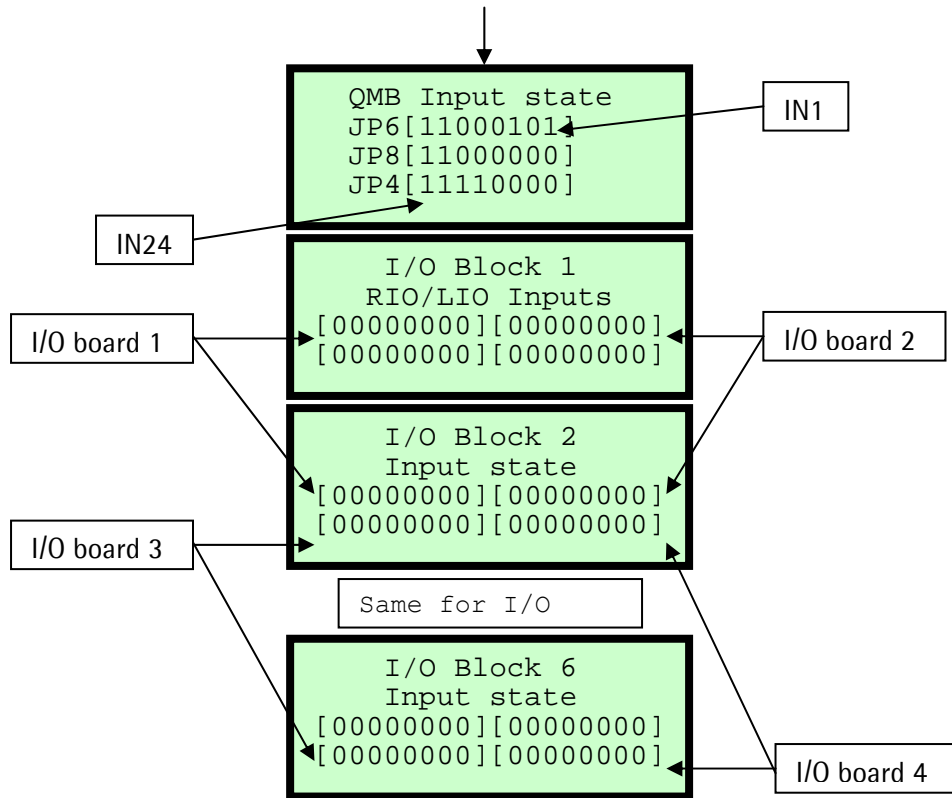 QMB Input state
JP6[11000101]
JP8[11000000]
JP4[11110000]
IN1
IN24
I/O Block 1
RIO/LIO Inputs
[00000000][00000000]
[00000000][00000000]
I/O board 1
I/O board 2
I/O Block 2
Input state
[00000000][00000000]
[00000000][00000000]
I/O board 3
Same for I/O
I/O Block 6
Input state
[00000000][00000000]
[00000000][00000000]
I/O board 4